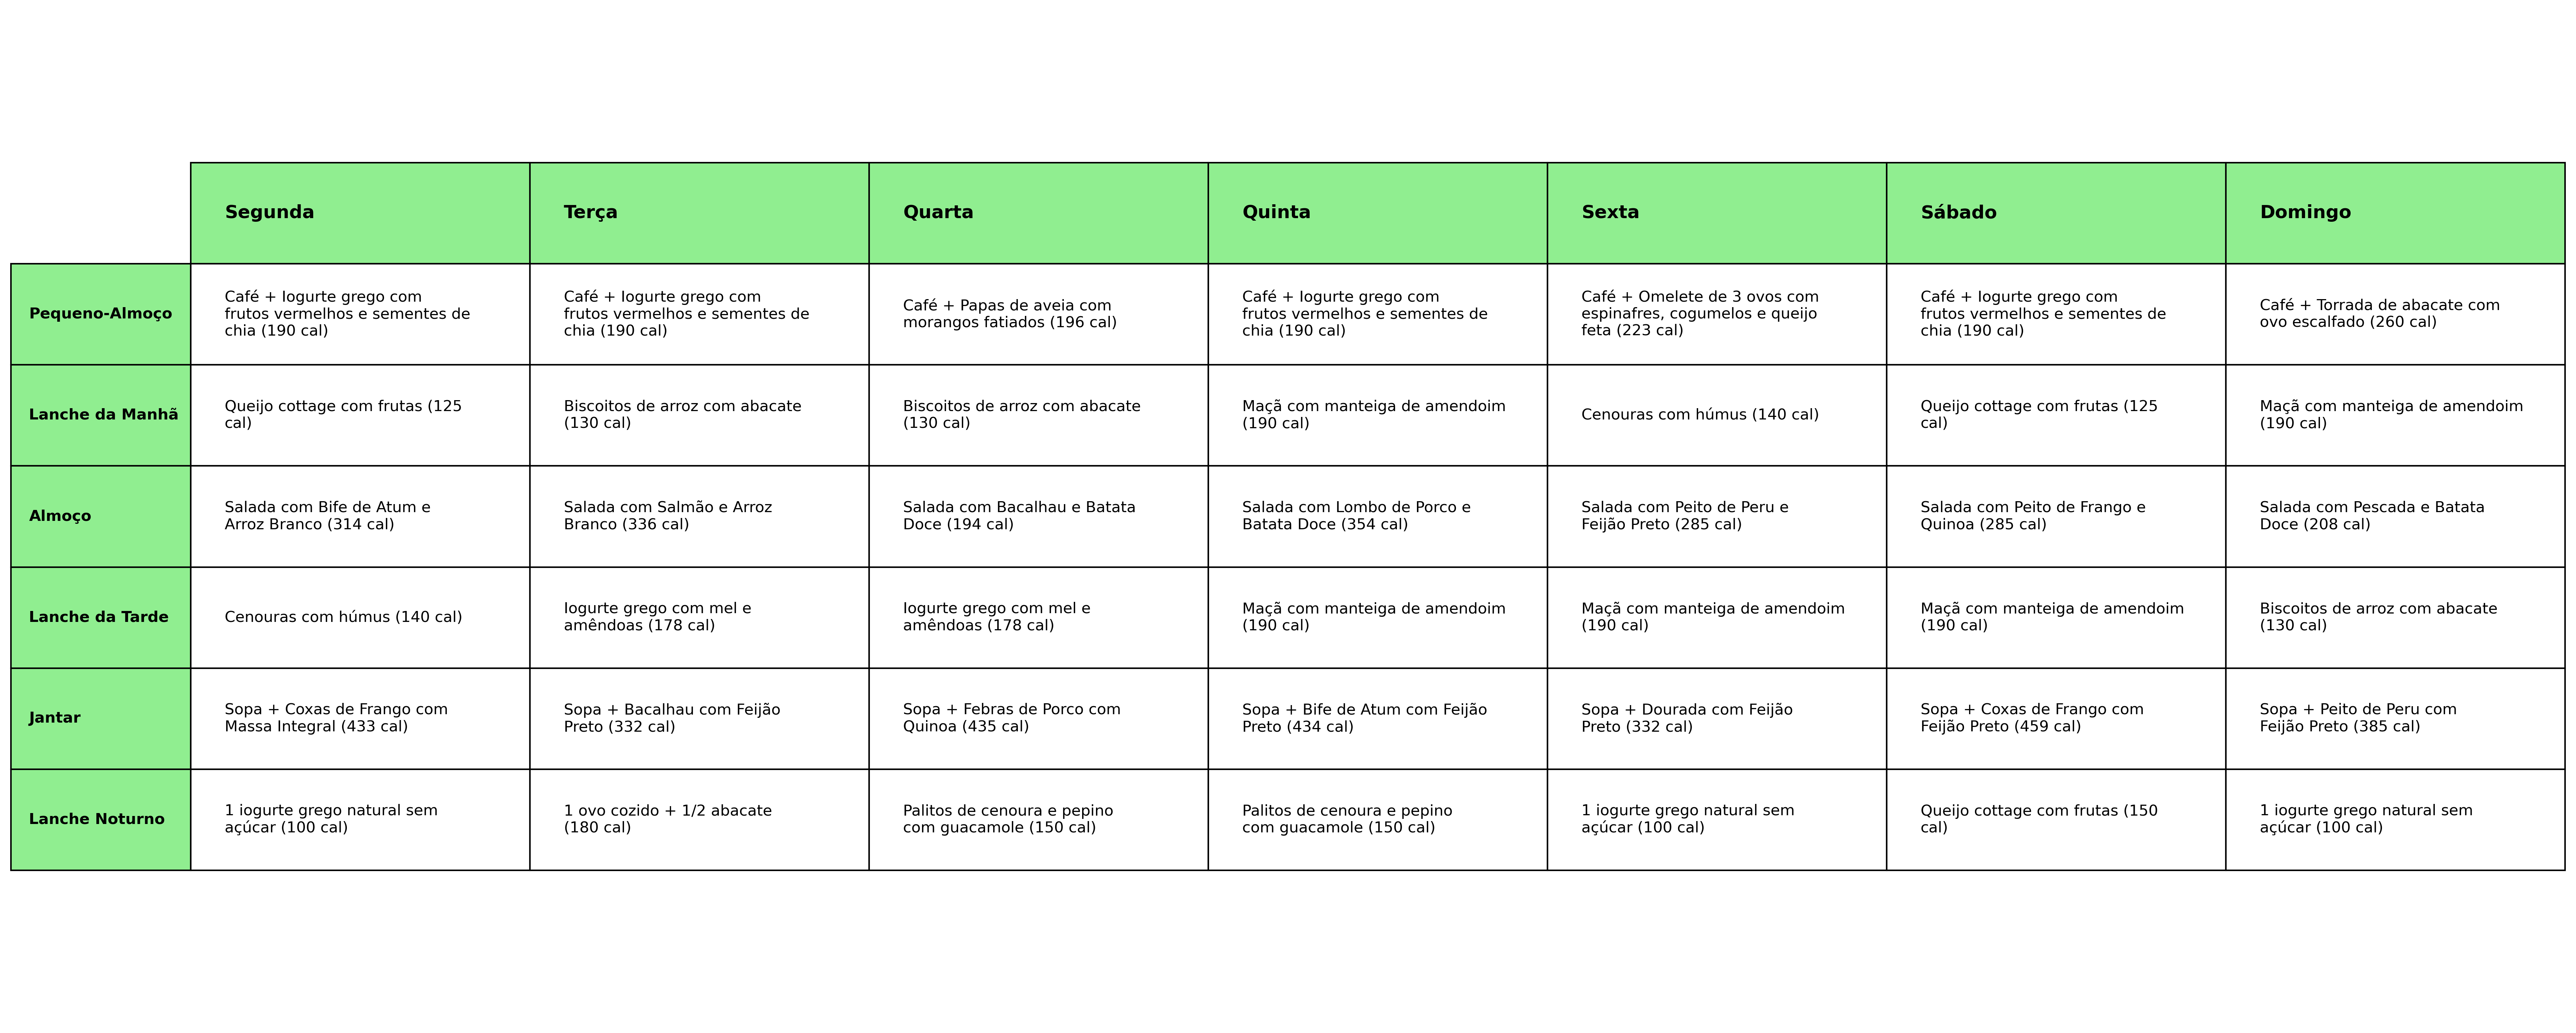 Segunda
Terça
Quarta
Quinta
Sexta
Sábado
Domingo
Pequeno-Almoço
Café + Iogurte grego com
frutos vermelhos e sementes de
chia (190 cal)
Café + Iogurte grego com
frutos vermelhos e sementes de
chia (190 cal)
Café + Papas de aveia com
morangos fatiados (196 cal)
Café + Iogurte grego com
frutos vermelhos e sementes de
chia (190 cal)
Café + Omelete de 3 ovos com
espinafres, cogumelos e queijo
feta (223 cal)
Café + Iogurte grego com
frutos vermelhos e sementes de
chia (190 cal)
Café + Torrada de abacate com
ovo escalfado (260 cal)
Lanche da Manhã
Queijo cottage com frutas (125
cal)
Biscoitos de arroz com abacate
(130 cal)
Biscoitos de arroz com abacate
(130 cal)
Maçã com manteiga de amendoim
(190 cal)
Cenouras com húmus (140 cal)
Queijo cottage com frutas (125
cal)
Maçã com manteiga de amendoim
(190 cal)
Almoço
Salada com Bife de Atum e
Arroz Branco (314 cal)
Salada com Salmão e Arroz
Branco (336 cal)
Salada com Bacalhau e Batata
Doce (194 cal)
Salada com Lombo de Porco e
Batata Doce (354 cal)
Salada com Peito de Peru e
Feijão Preto (285 cal)
Salada com Peito de Frango e
Quinoa (285 cal)
Salada com Pescada e Batata
Doce (208 cal)
Lanche da Tarde
Cenouras com húmus (140 cal)
Iogurte grego com mel e
amêndoas (178 cal)
Iogurte grego com mel e
amêndoas (178 cal)
Maçã com manteiga de amendoim
(190 cal)
Maçã com manteiga de amendoim
(190 cal)
Maçã com manteiga de amendoim
(190 cal)
Biscoitos de arroz com abacate
(130 cal)
Jantar
Sopa + Coxas de Frango com
Massa Integral (433 cal)
Sopa + Bacalhau com Feijão
Preto (332 cal)
Sopa + Febras de Porco com
Quinoa (435 cal)
Sopa + Bife de Atum com Feijão
Preto (434 cal)
Sopa + Dourada com Feijão
Preto (332 cal)
Sopa + Coxas de Frango com
Feijão Preto (459 cal)
Sopa + Peito de Peru com
Feijão Preto (385 cal)
Lanche Noturno
1 iogurte grego natural sem
açúcar (100 cal)
1 ovo cozido + 1/2 abacate
(180 cal)
Palitos de cenoura e pepino
com guacamole (150 cal)
Palitos de cenoura e pepino
com guacamole (150 cal)
1 iogurte grego natural sem
açúcar (100 cal)
Queijo cottage com frutas (150
cal)
1 iogurte grego natural sem
açúcar (100 cal)